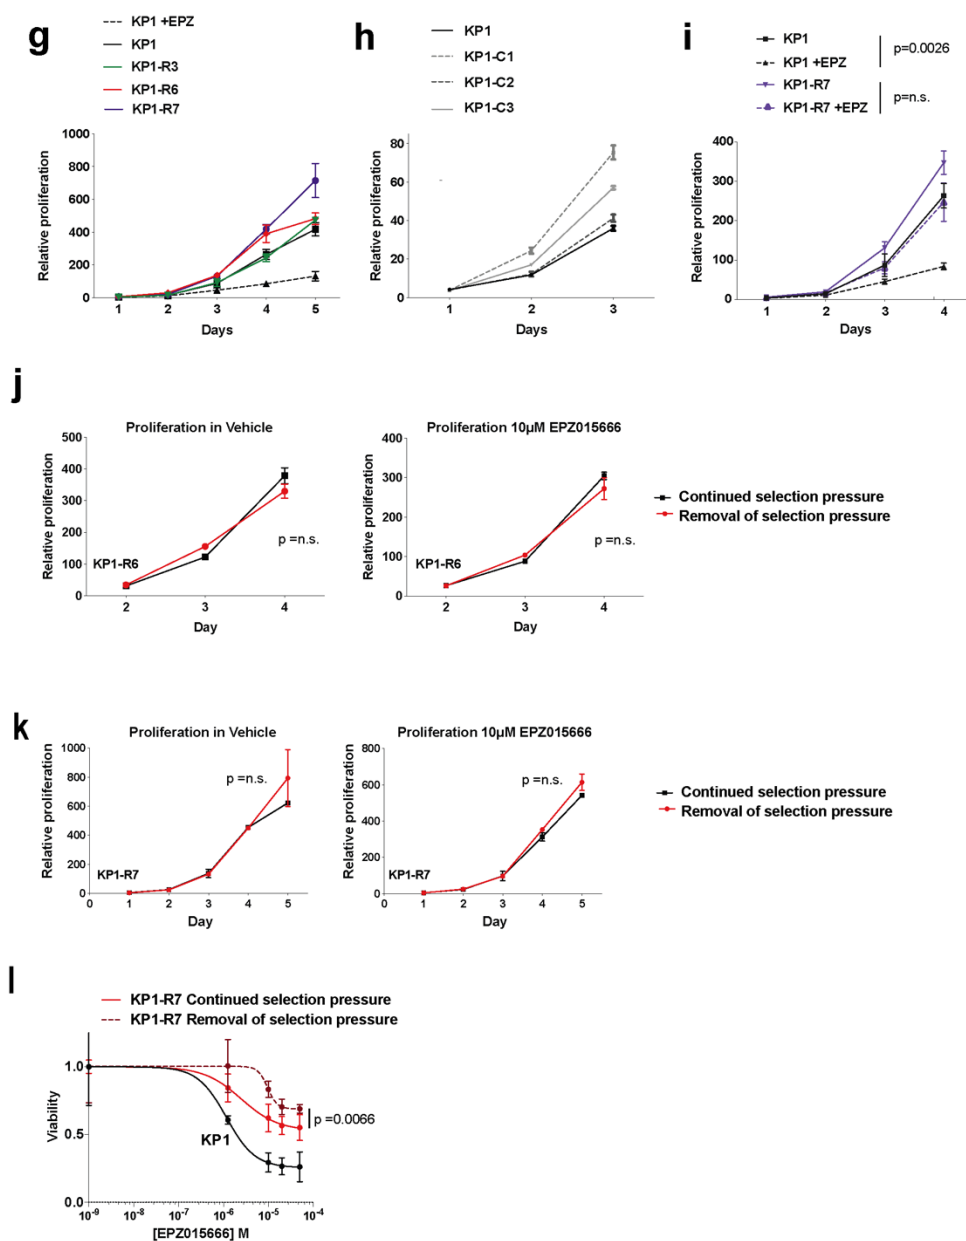 g
KP1 +EPZ
KP1
KP1-R3
KP1-R6
KP1-R7
Relative proliferation
1000
800
600
400
200
0
1 2 3 4 5
Days
h
KP1
KP1-C1
KP1-C2
KP1-C3
Relative proliferation
80
60
40
20
0
1 2 3
Days
i
KP1
KP1 +EPZ
p=0.0026
KP1-R7
KP1-R7 +EPZ
p=n.s.
Relative proliferation
400
300
200
100
0
1 2 3 4
Days
j
Proliferation in Vehicle
Relative proliferation
500
400
300
200
100
0
p =n.s.
KP1-R6
2 3 4
Day
Proliferation 10µM EPZ015666
Relative proliferation
400
300
200
100
0
p =n.s.
KP1-R6
2 3 4
Day
Continued selection pressure
Removal of selection pressure
k
Proliferation in Vehicle
Relative proliferation
1000
800
600
400
200
0
p =n.s.
KP1-R7
0 1 2 3 4 5
Day
Proliferation 10µM EPZ015666
Relative proliferation
800
600
400
200
0
p =n.s.
KP1-R7
0 1 2 3 4 5
Day
Continued selection pressure
Removal of selection pressure
l
KP1-R7 Continued selection pressure
KP1-R7 Removal of selection pressure
Viability
1.0
0.5
0.0
KP1
p =0.0066
10⁻⁹ 10⁻⁸ 10⁻⁷ 10⁻⁶ 10⁻⁵ 10⁻⁴
[EPZ015666] M